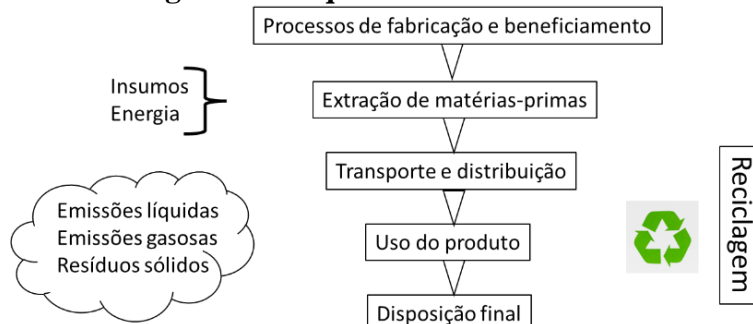 Processos de fabricação e beneficiamento
Insumos
Energia
Extração de matérias-primas
Transporte e distribuição
Emissões líquidas
Emissões gasosas
Resíduos sólidos
Uso do produto
Reciclagem
Disposição final